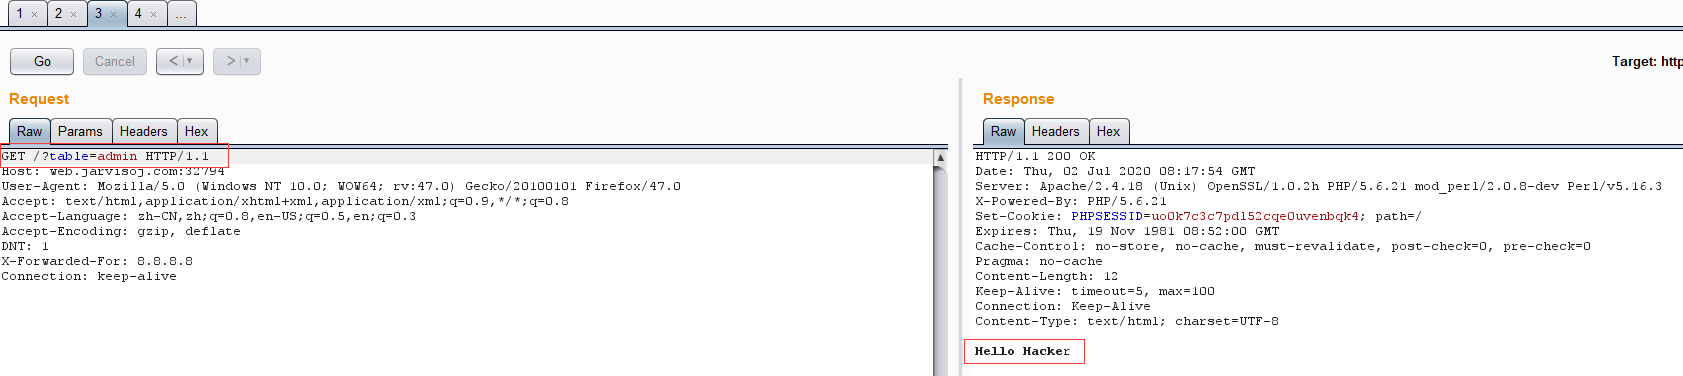 1 × 2 × 3 × 4 × ...
Go Cancel < | ▼ > | ▼
Target: http
Request
Raw Params Headers Hex
GET /?table=admin HTTP/1.1
Host: web.jarvisoj.com:32794
User-Agent: Mozilla/5.0 (Windows NT 10.0; WOW64; rv:47.0) Gecko/20100101 Firefox/47.0
Accept: text/html,application/xhtml+xml,application/xml;q=0.9,*/*;q=0.8
Accept-Language: zh-CN,zh;q=0.8,en-US;q=0.5,en;q=0.3
Accept-Encoding: gzip, deflate
DNT: 1
X-Forwarded-For: 8.8.8.8
Connection: keep-alive
Response
Raw Headers Hex
HTTP/1.1 200 OK
Date: Thu, 02 Jul 2020 08:17:54 GMT
Server: Apache/2.4.18 (Unix) OpenSSL/1.0.2h PHP/5.6.21 mod_perl/2.0.8-dev Perl/v5.16.3
X-Powered-By: PHP/5.6.21
Set-Cookie: PHPSESSID=uo0k7c3c7pdl52cqe0uvenbqk4; path=/
Expires: Thu, 19 Nov 1981 08:52:00 GMT
Cache-Control: no-store, no-cache, must-revalidate, post-check=0, pre-check=0
Pragma: no-cache
Content-Length: 12
Keep-Alive: timeout=5, max=100
Connection: Keep-Alive
Content-Type: text/html; charset=UTF-8
Hello Hacker